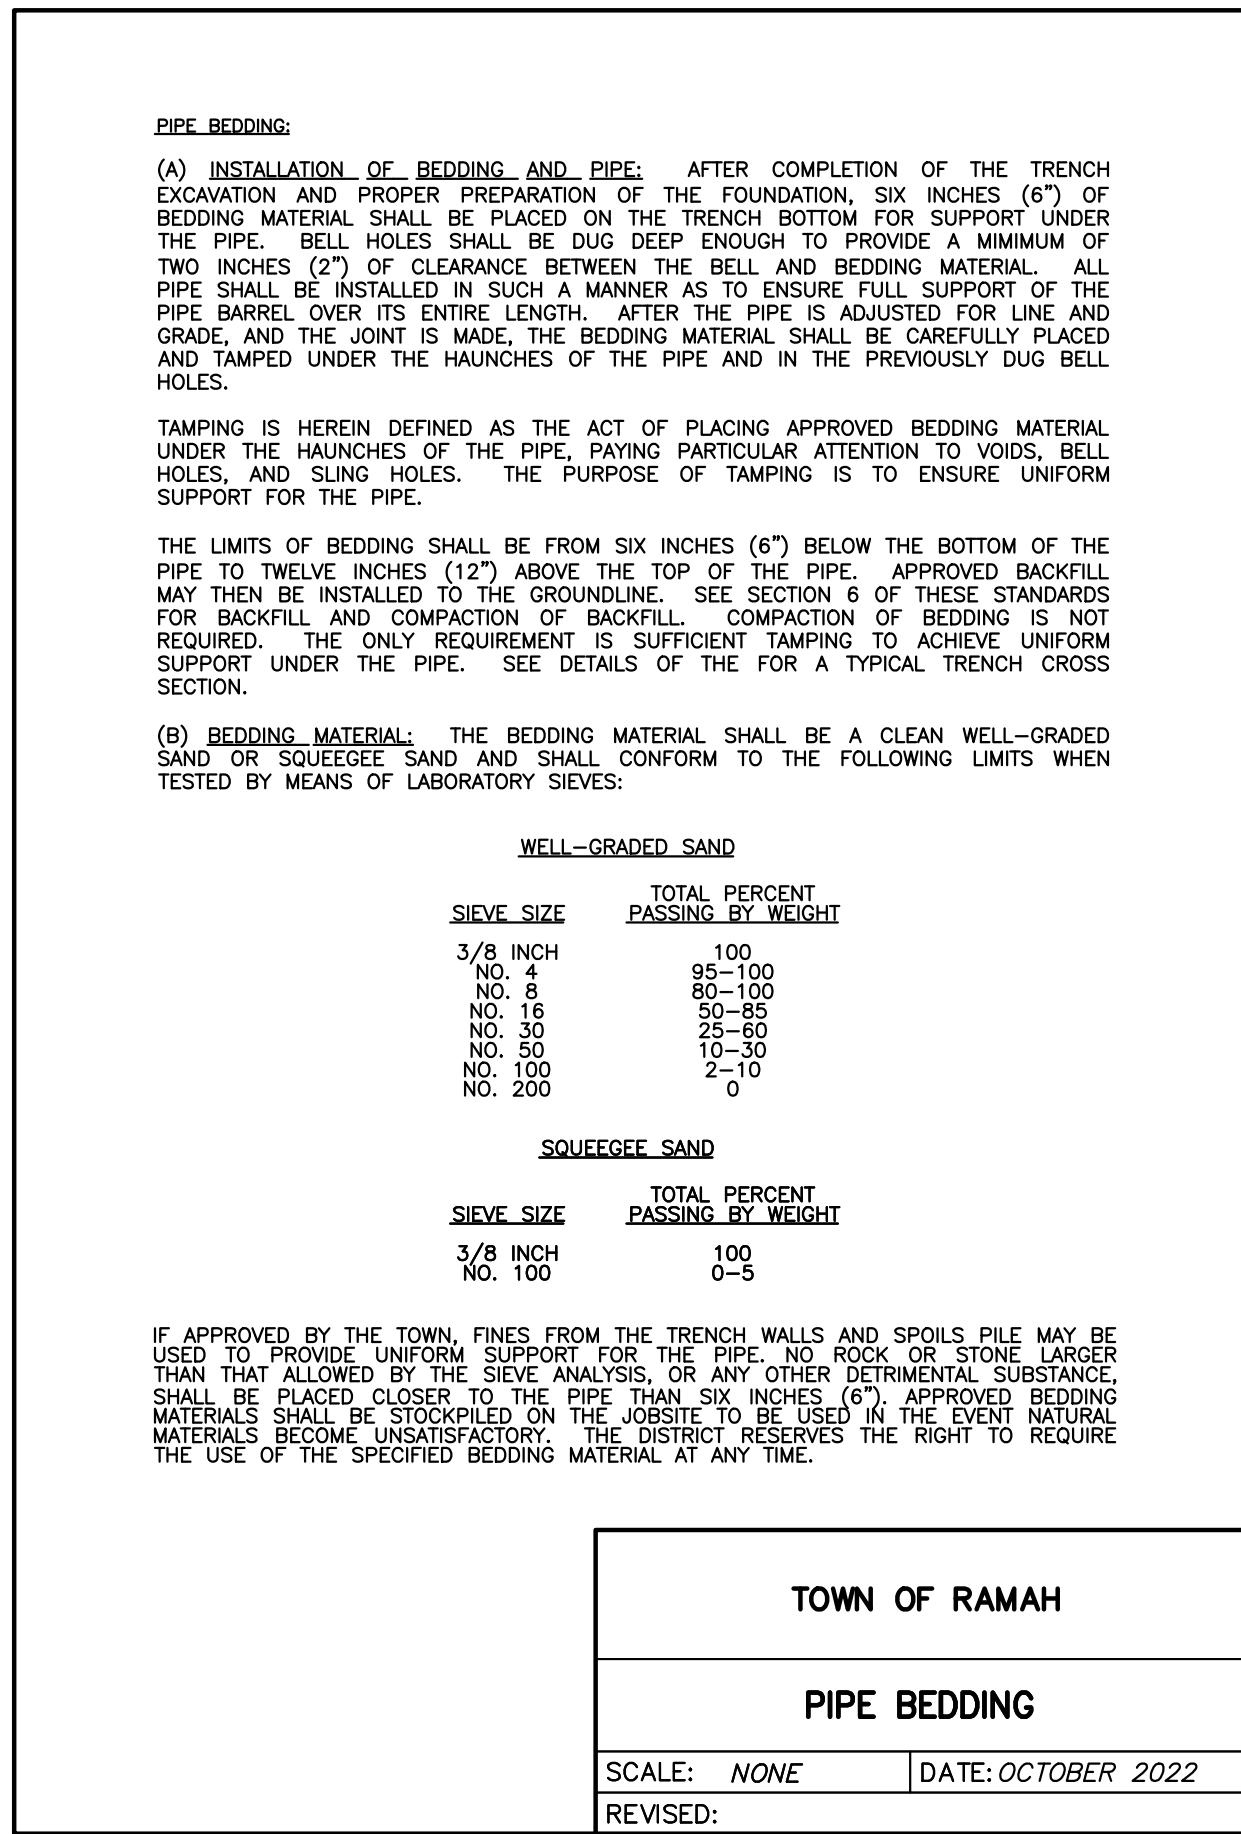 PIPE BEDDING:
(A) INSTALLATION OF BEDDING AND PIPE: AFTER COMPLETION OF THE TRENCH
EXCAVATION AND PROPER PREPARATION OF THE FOUNDATION, SIX INCHES (6") OF
BEDDING MATERIAL SHALL BE PLACED ON THE TRENCH BOTTOM FOR SUPPORT UNDER
THE PIPE. BELL HOLES SHALL BE DUG DEEP ENOUGH TO PROVIDE A MIMIMUM OF
TWO INCHES (2") OF CLEARANCE BETWEEN THE BELL AND BEDDING MATERIAL. ALL
PIPE SHALL BE INSTALLED IN SUCH A MANNER AS TO ENSURE FULL SUPPORT OF THE
PIPE BARREL OVER ITS ENTIRE LENGTH. AFTER THE PIPE IS ADJUSTED FOR LINE AND
GRADE, AND THE JOINT IS MADE, THE BEDDING MATERIAL SHALL BE CAREFULLY PLACED
AND TAMPED UNDER THE HAUNCHES OF THE PIPE AND IN THE PREVIOUSLY DUG BELL
HOLES.
TAMPING IS HEREIN DEFINED AS THE ACT OF PLACING APPROVED BEDDING MATERIAL
UNDER THE HAUNCHES OF THE PIPE, PAYING PARTICULAR ATTENTION TO VOIDS, BELL
HOLES, AND SLING HOLES. THE PURPOSE OF TAMPING IS TO ENSURE UNIFORM
SUPPORT FOR THE PIPE.
THE LIMITS OF BEDDING SHALL BE FROM SIX INCHES (6") BELOW THE BOTTOM OF THE
PIPE TO TWELVE INCHES (12") ABOVE THE TOP OF THE PIPE. APPROVED BACKFILL
MAY THEN BE INSTALLED TO THE GROUNDLINE. SEE SECTION 6 OF THESE STANDARDS
FOR BACKFILL AND COMPACTION OF BACKFILL. COMPACTION OF BEDDING IS NOT
REQUIRED. THE ONLY REQUIREMENT IS SUFFICIENT TAMPING TO ACHIEVE UNIFORM
SUPPORT UNDER THE PIPE. SEE DETAILS OF THE FOR A TYPICAL TRENCH CROSS
SECTION.
(B) BEDDING MATERIAL: THE BEDDING MATERIAL SHALL BE A CLEAN WELL-GRADED
SAND OR SQUEEGEE SAND AND SHALL CONFORM TO THE FOLLOWING LIMITS WHEN
TESTED BY MEANS OF LABORATORY SIEVES:
WELL-GRADED SAND
TOTAL PERCENT
SIEVE SIZE PASSING BY WEIGHT
3/8 INCH 100
NO. 4 95-100
NO. 8 80-100
NO. 16 50-85
NO. 30 25-60
NO. 50 10-30
NO. 100 2-10
NO. 200 0
SQUEEGEE SAND
TOTAL PERCENT
SIEVE SIZE PASSING BY WEIGHT
3/8 INCH 100
NO. 100 0-5
IF APPROVED BY THE TOWN, FINES FROM THE TRENCH WALLS AND SPOILS PILE MAY BE
USED TO PROVIDE UNIFORM SUPPORT FOR THE PIPE. NO ROCK OR STONE LARGER
THAN THAT ALLOWED BY THE SIEVE ANALYSIS, OR ANY OTHER DETRIMENTAL SUBSTANCE,
SHALL BE PLACED CLOSER TO THE PIPE THAN SIX INCHES (6"). APPROVED BEDDING
MATERIALS SHALL BE STOCKPILED ON THE JOBSITE TO BE USED IN THE EVENT NATURAL
MATERIALS BECOME UNSATISFACTORY. THE DISTRICT RESERVES THE RIGHT TO REQUIRE
THE USE OF THE SPECIFIED BEDDING MATERIAL AT ANY TIME.
TOWN OF RAMAH
PIPE BEDDING
SCALE: NONE DATE: OCTOBER 2022
REVISED: